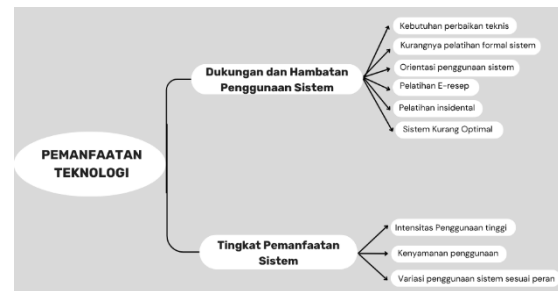 PEMANFAATAN
TEKNOLOGI
Dukungan dan Hambatan
Penggunaan Sistem
Kebutuhan perbaikan teknis
Kurangnya pelatihan formal sistem
Orientasi penggunaan sistem
Pelatihan E-resep
Pelatihan insidental
Sistem Kurang Optimal
Tingkat Pemanfaatan
Sistem
Intensitas Penggunaan tinggi
Kenyamanan penggunaan
Variasi penggunaan sistem sesuai peran